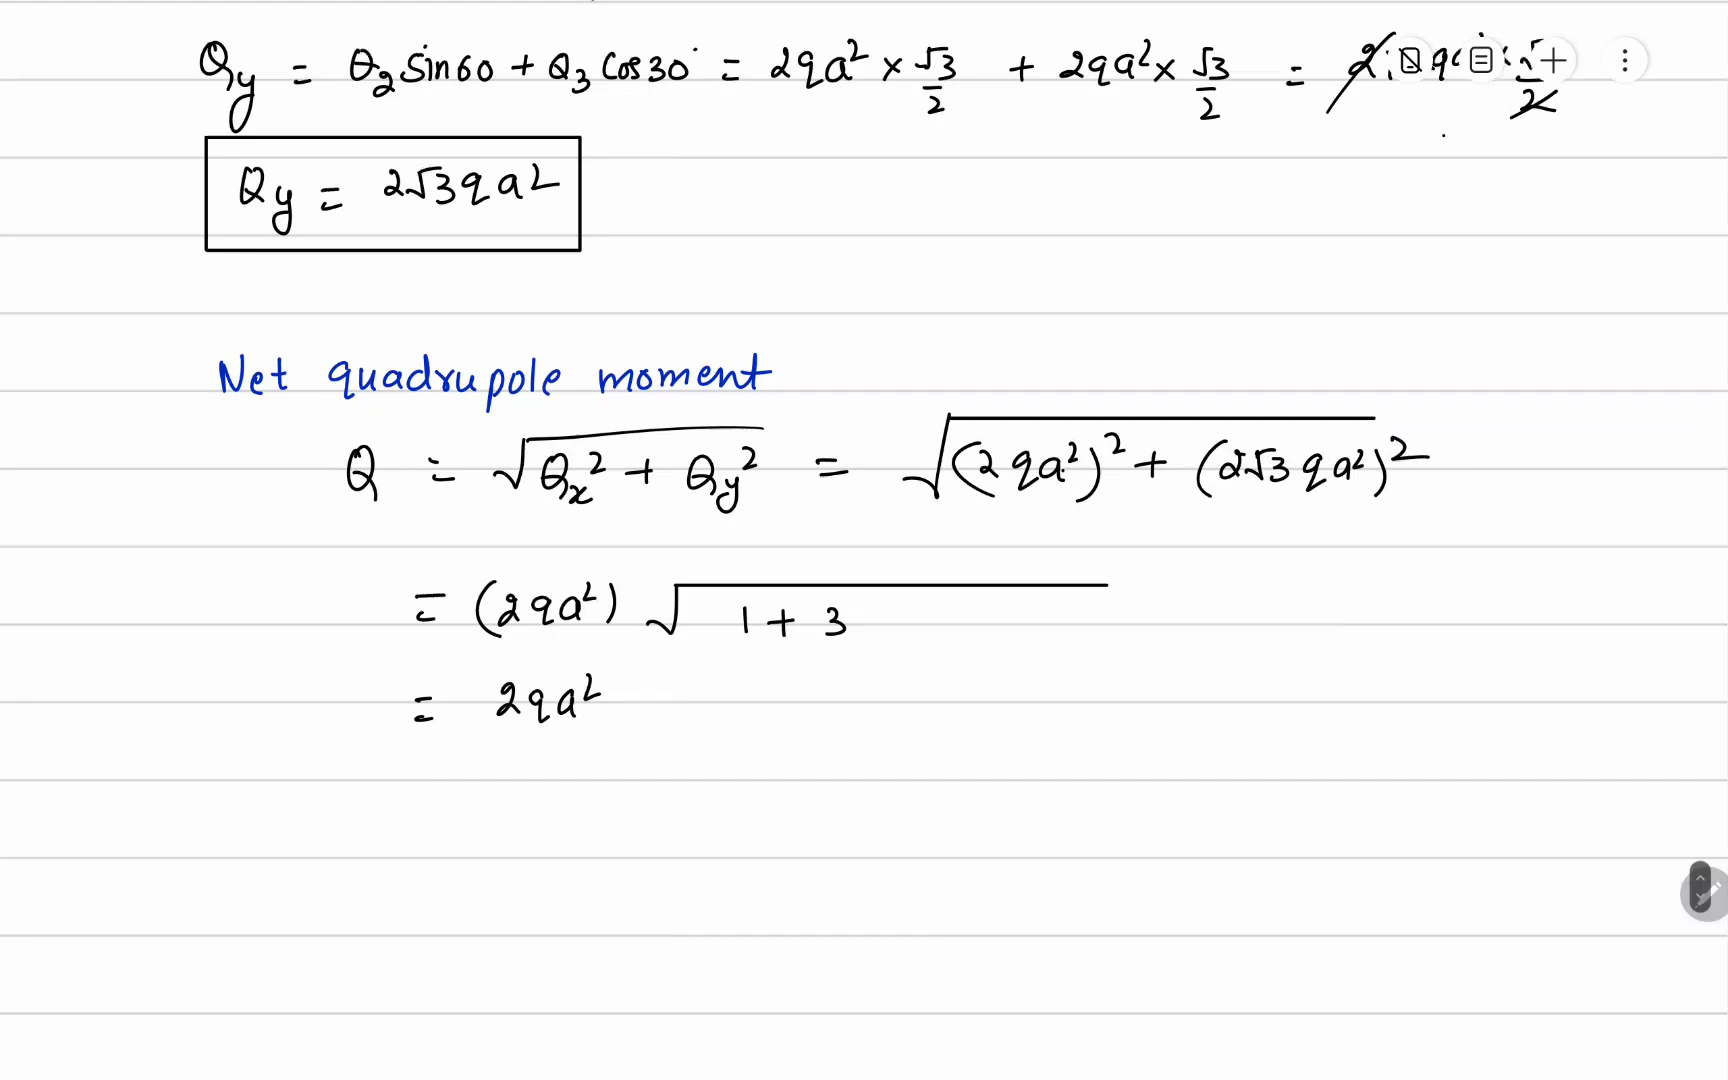 Qy = Q2 Sin60 + Q3 Cos30° = 2qa² × √3/2 + 2qa² × √3/2 =
Qy = 2√3qa²
Net quadrupole moment
Q = √(Qx² + Qy²) = √((2qa²)² + (2√3qa²)²)
= (2qa²) √(1 + 3)
= 2qa²